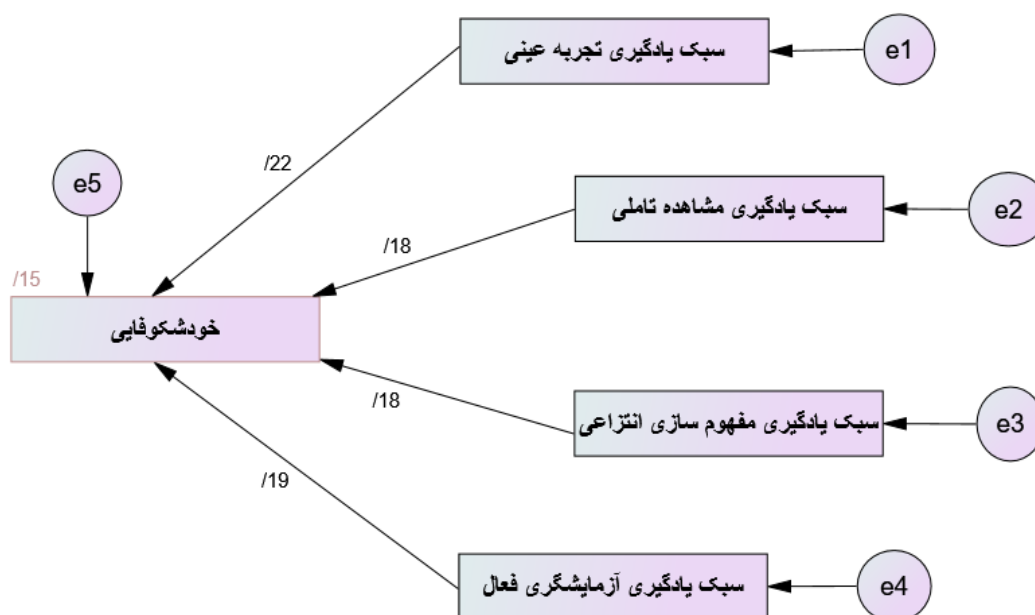 سبک یادگیری تجربه عینی
e1
/22
e5
سبک یادگیری مشاهده تاملی
e2
/18
/15
خودشکوفایی
سبک یادگیری مفهوم سازی انتزاعی
e3
/18
/19
سبک یادگیری آزمایشگری فعال
e4